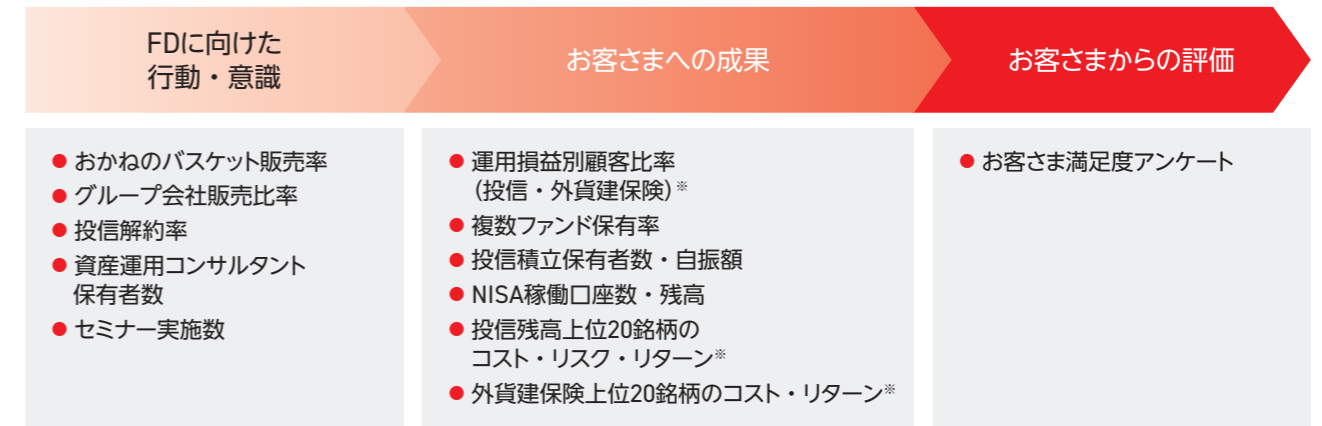 FDに向けた
行動・意識
お客さまへの成果
お客さまからの評価
● おかねのバスケット販売率
● グループ会社販売比率
● 投信解約率
● 資産運用コンサルタント
保有者数
● セミナー実施数
● 運用損益別顧客比率
(投信・外貨建保険)※
● 複数ファンド保有率
● 投信積立保有者数・自振額
● NISA稼働口座数・残高
● 投信残高上位20銘柄の
コスト・リスク・リターン※
● 外貨建保険上位20銘柄のコスト・リターン※
● お客さま満足度アンケート